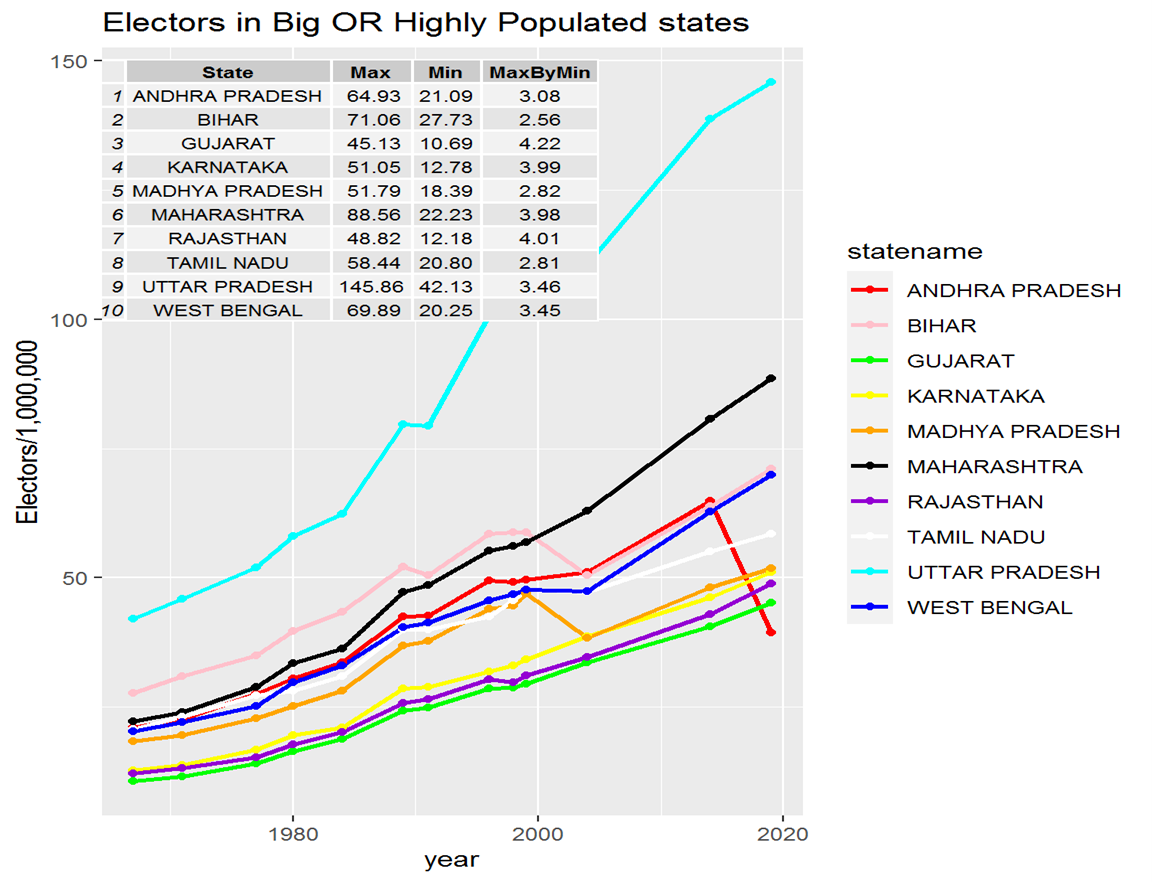 Electors in Big OR Highly Populated states
150
100
50
Electors/1,000,000
State Max Min MaxByMin
1 ANDHRA PRADESH 64.93 21.09 3.08
2 BIHAR 71.06 27.73 2.56
3 GUJARAT 45.13 10.69 4.22
4 KARNATAKA 51.05 12.78 3.99
5 MADHYA PRADESH 51.79 18.39 2.82
6 MAHARASHTRA 88.56 22.23 3.98
7 RAJASTHAN 48.82 12.18 4.01
8 TAMIL NADU 58.44 20.80 2.81
9 UTTAR PRADESH 145.86 42.13 3.46
10 WEST BENGAL 69.89 20.25 3.45
1980 2000 2020
year
statename
ANDHRA PRADESH
BIHAR
GUJARAT
KARNATAKA
MADHYA PRADESH
MAHARASHTRA
RAJASTHAN
TAMIL NADU
UTTAR PRADESH
WEST BENGAL